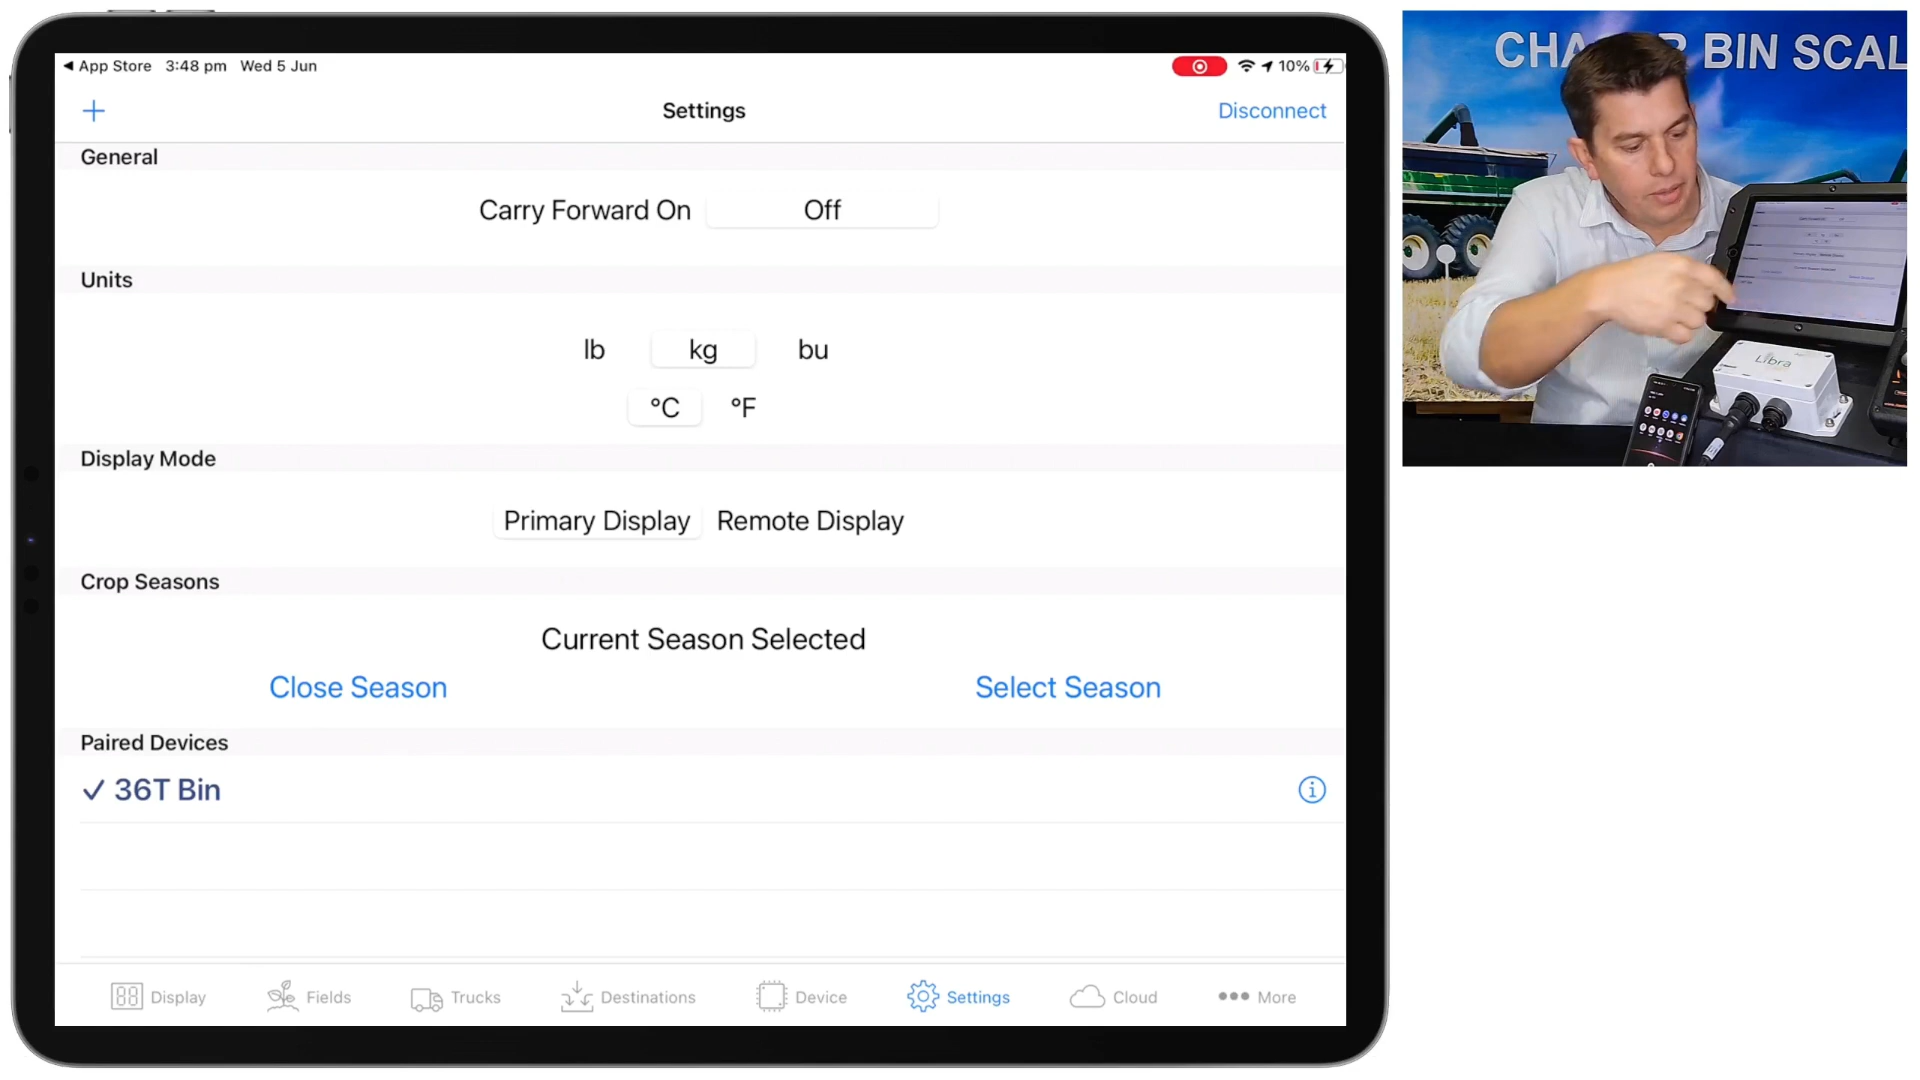 ◀ App Store 3:48 pm Wed 5 Jun 10%
Settings Disconnect
General
Carry Forward On Off
Units
lb kg bu
°C °F
Display Mode
Primary Display Remote Display
Crop Seasons
Current Season Selected
Close Season Select Season
Paired Devices
✓ 36T Bin
Display Fields Trucks Destinations Device Settings Cloud More
BIN SCAL
Libra